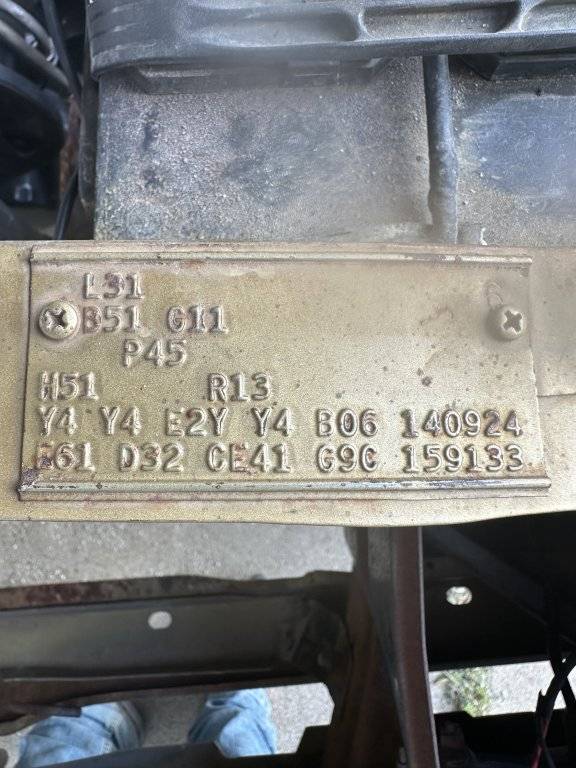 L31
B51 G11
P45
H51 R13
Y4 Y4 E2Y Y4 B06 140924
E61 D32 CE41 G9C 159133